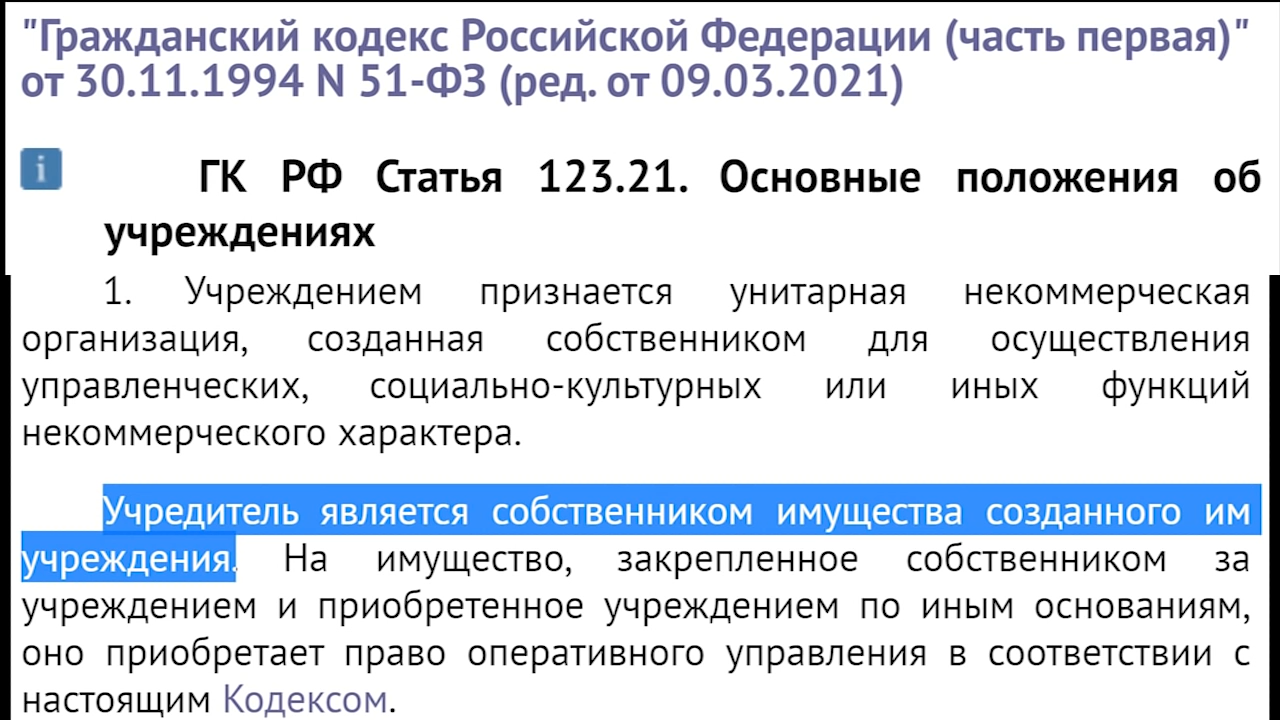 "Гражданский кодекс Российской Федерации (часть первая)"
от 30.11.1994 N 51-ФЗ (ред. от 09.03.2021)
i
ГК РФ Статья 123.21. Основные положения об
учреждениях
1. Учреждением признается унитарная некоммерческая
организация, созданная собственником для осуществления
управленческих, социально-культурных или иных функций
некоммерческого характера.
Учредитель является собственником имущества созданного им
учреждения. На имущество, закрепленное собственником за
учреждением и приобретенное учреждением по иным основаниям,
оно приобретает право оперативного управления в соответствии с
настоящим Кодексом.